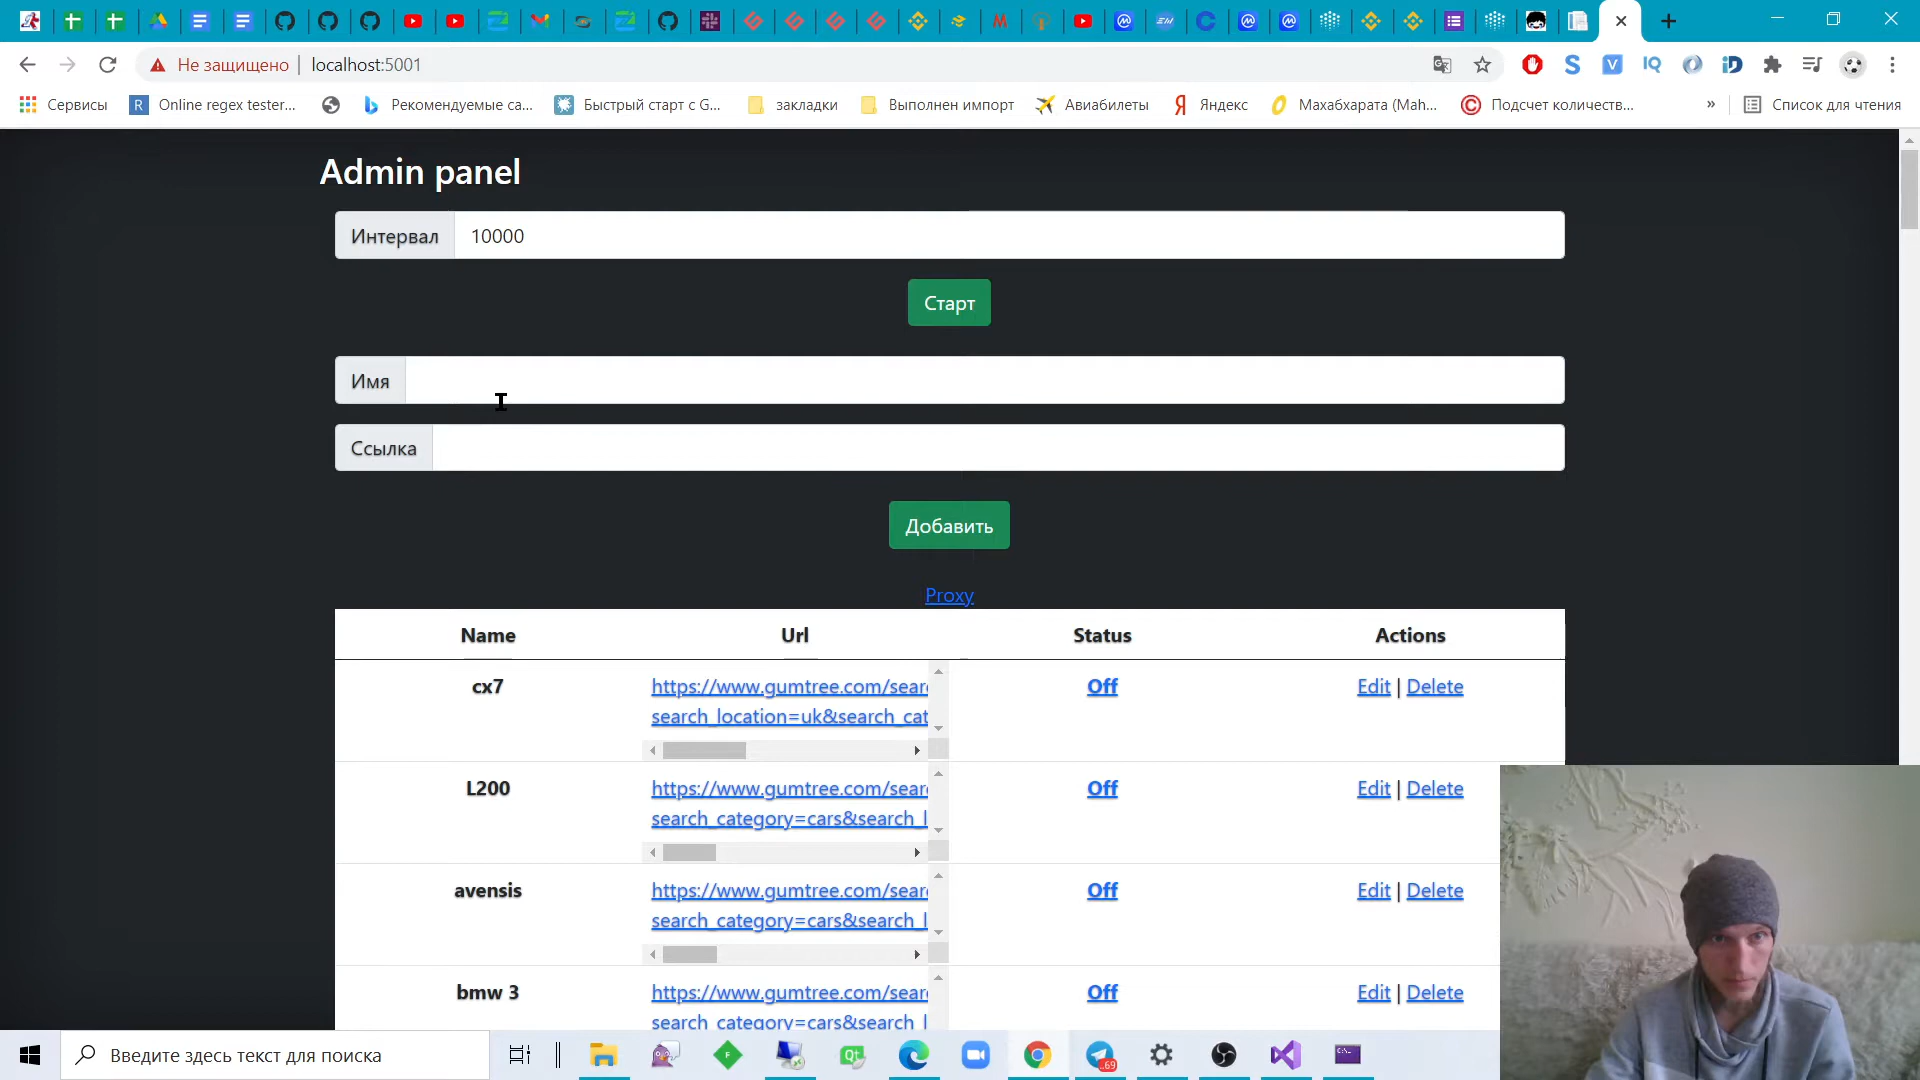 Не защищено
localhost:5001
Сервисы
Online regex tester...
Рекомендуемые са...
Быстрый старт с G...
закладки
Выполнен импорт
Авиабилеты
Яндекс
Махабхарата (Mah...
Подсчет количеств...
»
Список для чтения
Admin panel
Интервал 10000
Старт
Имя
Ссылка
Добавить
Proxy
Name Url Status Actions
cx7 https://www.gumtree.com/sear Off Edit | Delete
search_location=uk&search_cat
L200 https://www.gumtree.com/sear Off Edit | Delete
search_category=cars&search_l
avensis https://www.gumtree.com/sear Off Edit | Delete
search_category=cars&search_l
bmw 3 https://www.gumtree.com/sear Off Edit | Delete
search_category=cars&search_l
Введите здесь текст для поиска